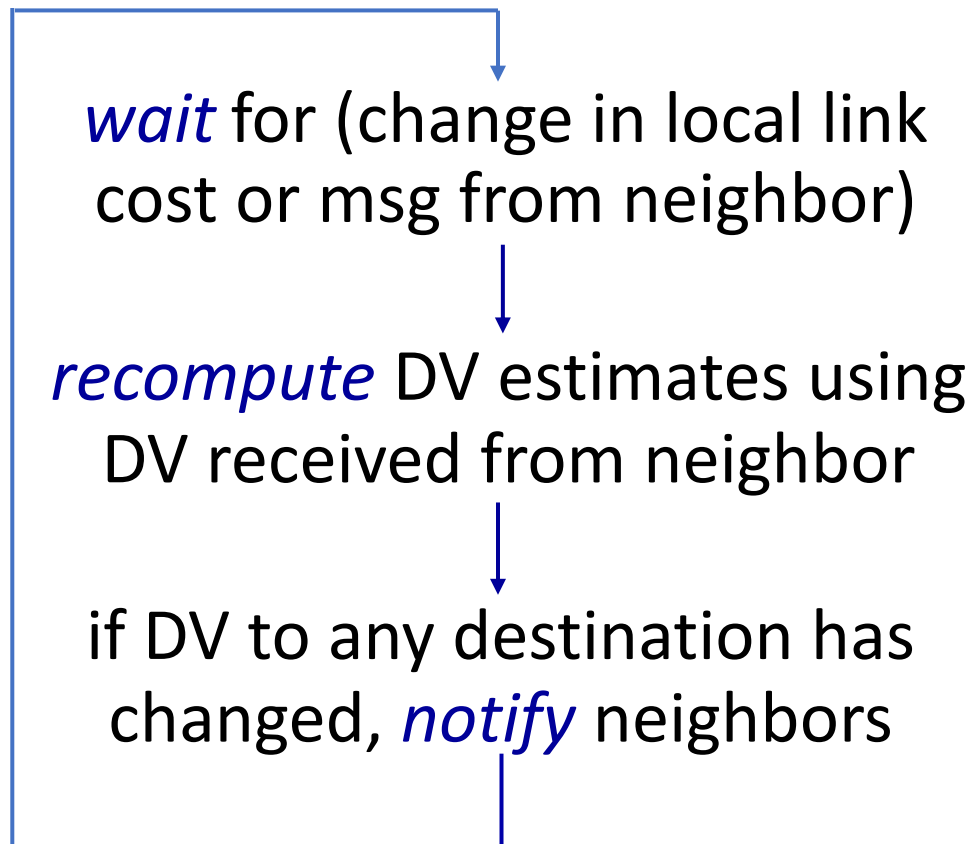 wait for (change in local link
cost or msg from neighbor)
recompute DV estimates using
DV received from neighbor
if DV to any destination has
changed, notify neighbors